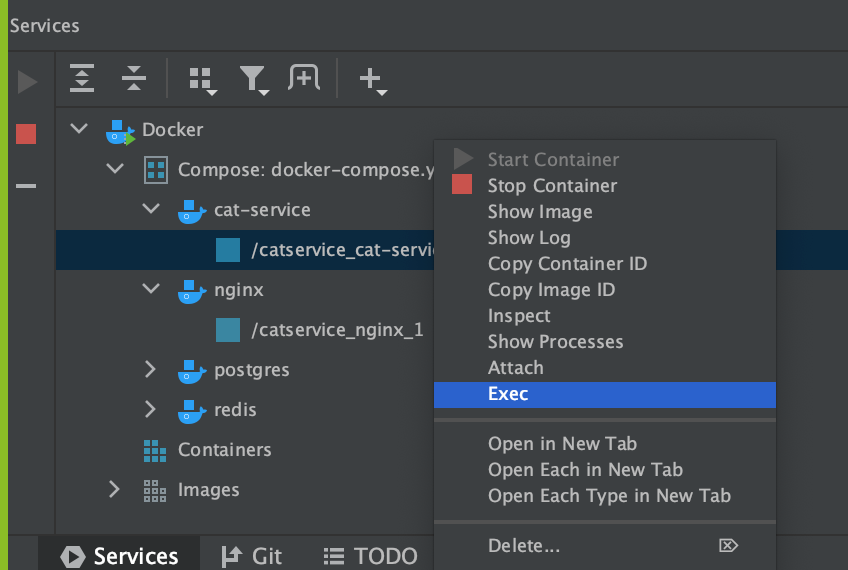 Services
Docker
Compose: docker-compose.y
cat-service
/catservice_cat-servi
nginx
/catservice_nginx_1
postgres
redis
Containers
Images
Start Container
Stop Container
Show Image
Show Log
Copy Container ID
Copy Image ID
Inspect
Show Processes
Attach
Exec
Open in New Tab
Open Each in New Tab
Open Each Type in New Tab
Delete...
Services Git TODO